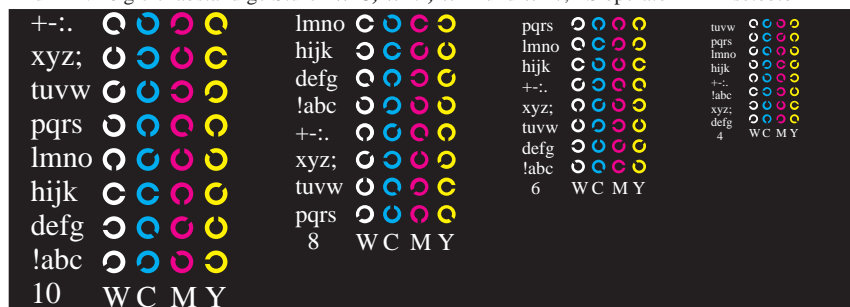 +-:.
xyz;
tuvw
pqrs
lmno
hijk
defg
!abc
10 W C M Y
lmno
hijk
defg
!abc
+-:.
xyz;
tuvw
pqrs
8 W C M Y
pqrs
lmno
hijk
+-:.
xyz;
tuvw
defg
!abc
6 W C M Y
tuvw
pqrs
lmno
hijk
+-:.
!abc
xyz;
defg
4 W C M Y